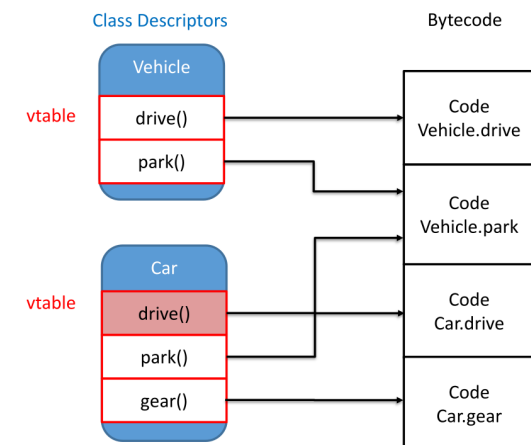 Class Descriptors
Bytecode
Vehicle
vtable
drive()
park()
Code
Vehicle.drive
Code
Vehicle.park
Car
vtable
drive()
park()
gear()
Code
Car.drive
Code
Car.gear